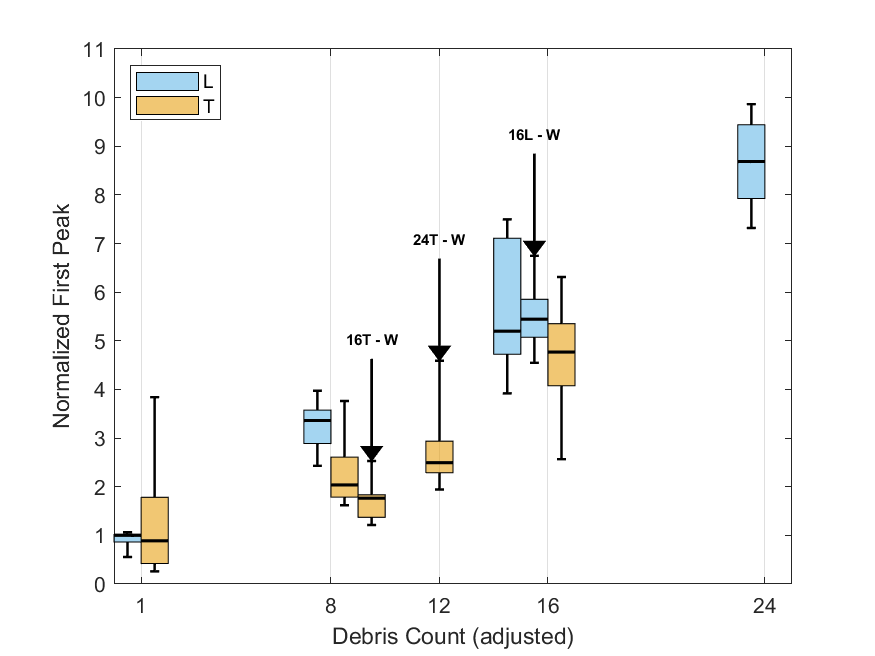 L
T
16L - W
24T - W
16T - W
Normalized First Peak
11
10
9
8
7
6
5
4
3
2
1
0
1 8 12 16 24
Debris Count (adjusted)